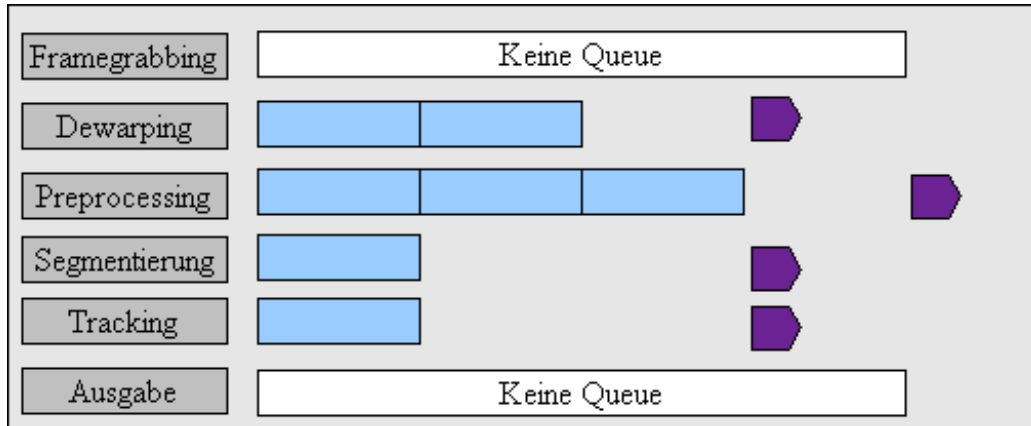 Framegrabbing
Keine Queue
Dewarping
Preprocessing
Segmentierung
Tracking
Ausgabe
Keine Queue